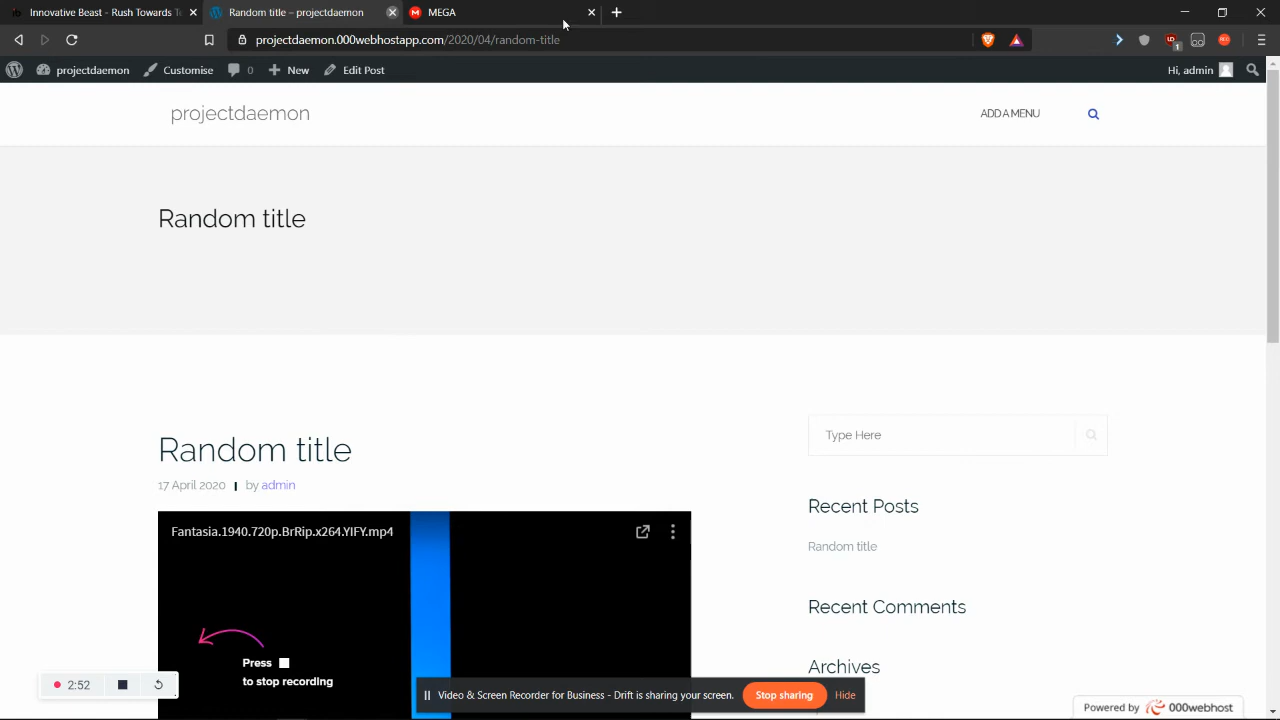 Innovative Beast - Rush Towards Te
Random title – projectdaemon
MEGA
projectdaemon.000webhostapp.com/2020/04/random-title
1
projectdaemon
Customise
0
New
Edit Post
Hi, admin
projectdaemon
ADD A MENU
Random title
Random title
17 April 2020
by admin
Type Here
Recent Posts
Random title
Recent Comments
Archives
Fantasia.1940.720p.BrRip.x264.YIFY.mp4
Press
to stop recording
2:52
Video & Screen Recorder for Business - Drift is sharing your screen.
Stop sharing
Hide
Powered by 000webhost